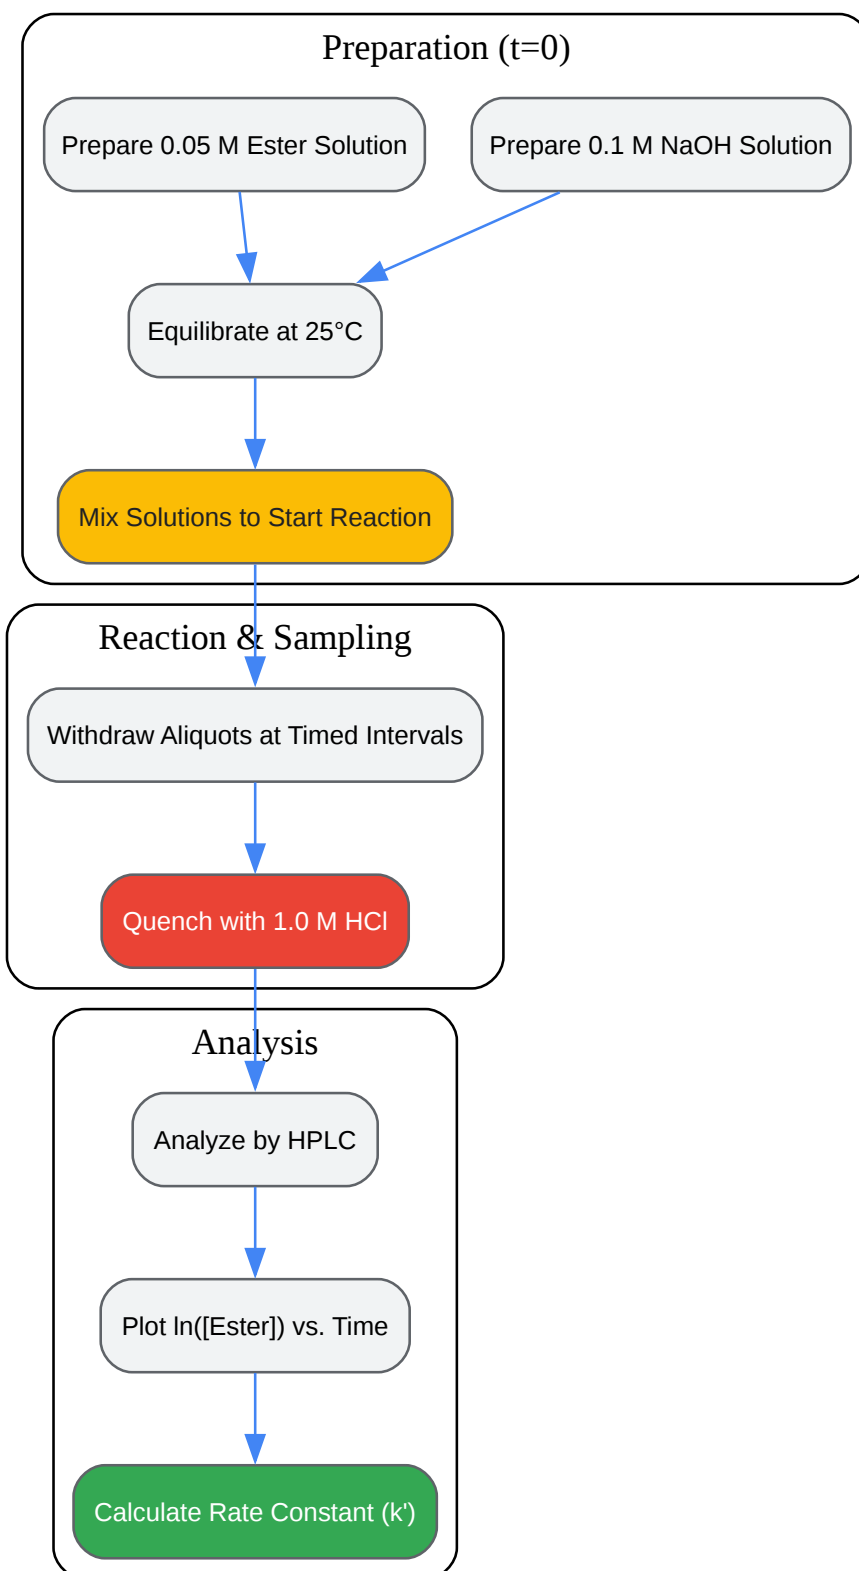 Preparation (t=0)
Prepare 0.05 M Ester Solution
Prepare 0.1 M NaOH Solution
Equilibrate at 25°C
Mix Solutions to Start Reaction
Reaction & Sampling
Withdraw Aliquots at Timed Intervals
Quench with 1.0 M HCl
Analysis
Analyze by HPLC
Plot ln([Ester]) vs. Time
Calculate Rate Constant (k')